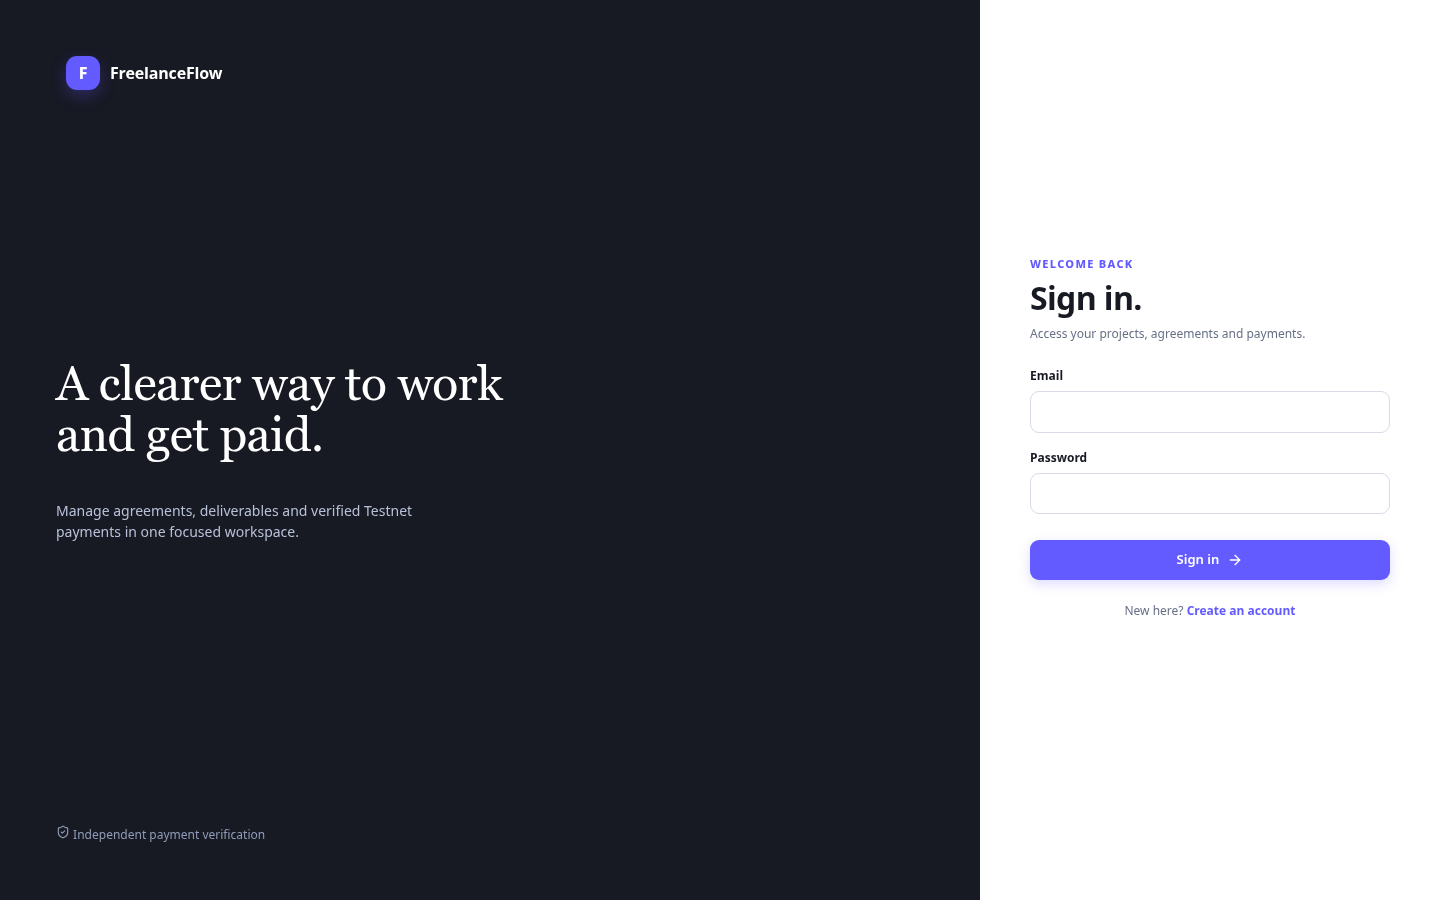 F
FreelanceFlow
A clearer way to work
and get paid.
Manage agreements, deliverables and verified Testnet
payments in one focused workspace.
Independent payment verification
WELCOME BACK
Sign in.
Access your projects, agreements and payments.
Email
Password
Sign in
New here? Create an account